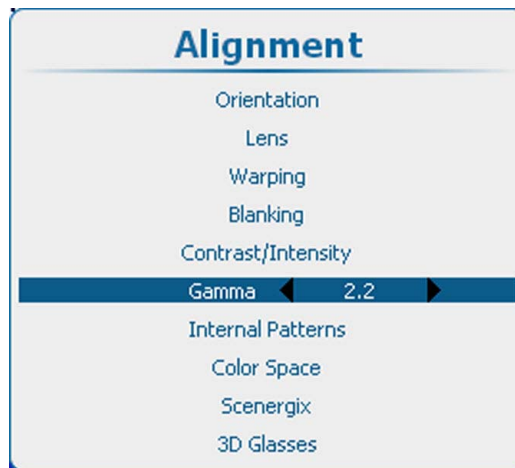 Alignment
Orientation
Lens
Warping
Blanking
Contrast/Intensity
Gamma 2.2
Internal Patterns
Color Space
Scenergix
3D Glasses